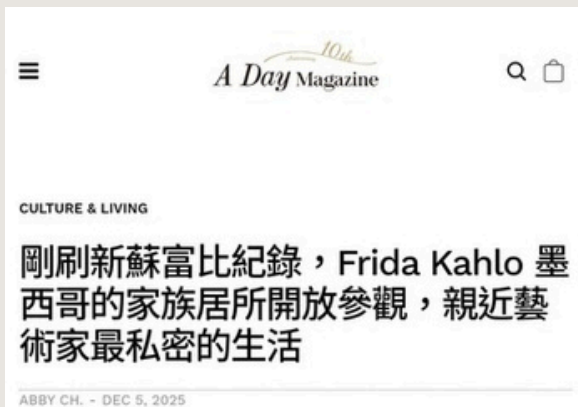 10th
A Day Magazine
CULTURE & LIVING
剛刷新蘇富比紀錄，Frida Kahlo 墨
西哥的家族居所開放參觀，親近藝
術家最私密的生活
ABBY CH. - DEC 5, 2025